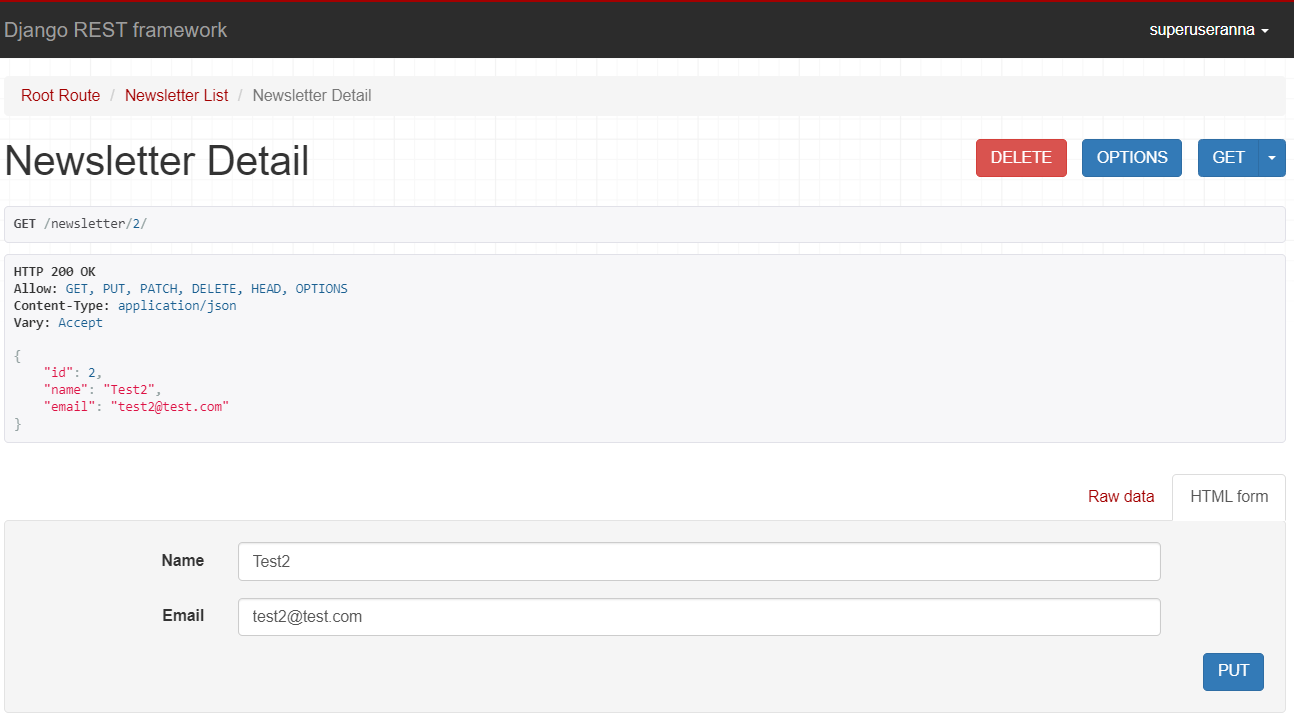 Django REST framework
superuseranna
Root Route / Newsletter List / Newsletter Detail
Newsletter Detail
DELETE
OPTIONS
GET
GET /newsletter/2/
HTTP 200 OK
Allow: GET, PUT, PATCH, DELETE, HEAD, OPTIONS
Content-Type: application/json
Vary: Accept
{
    "id": 2,
    "name": "Test2",
    "email": "test2@test.com"
}
Raw data
HTML form
Name
Test2
Email
test2@test.com
PUT